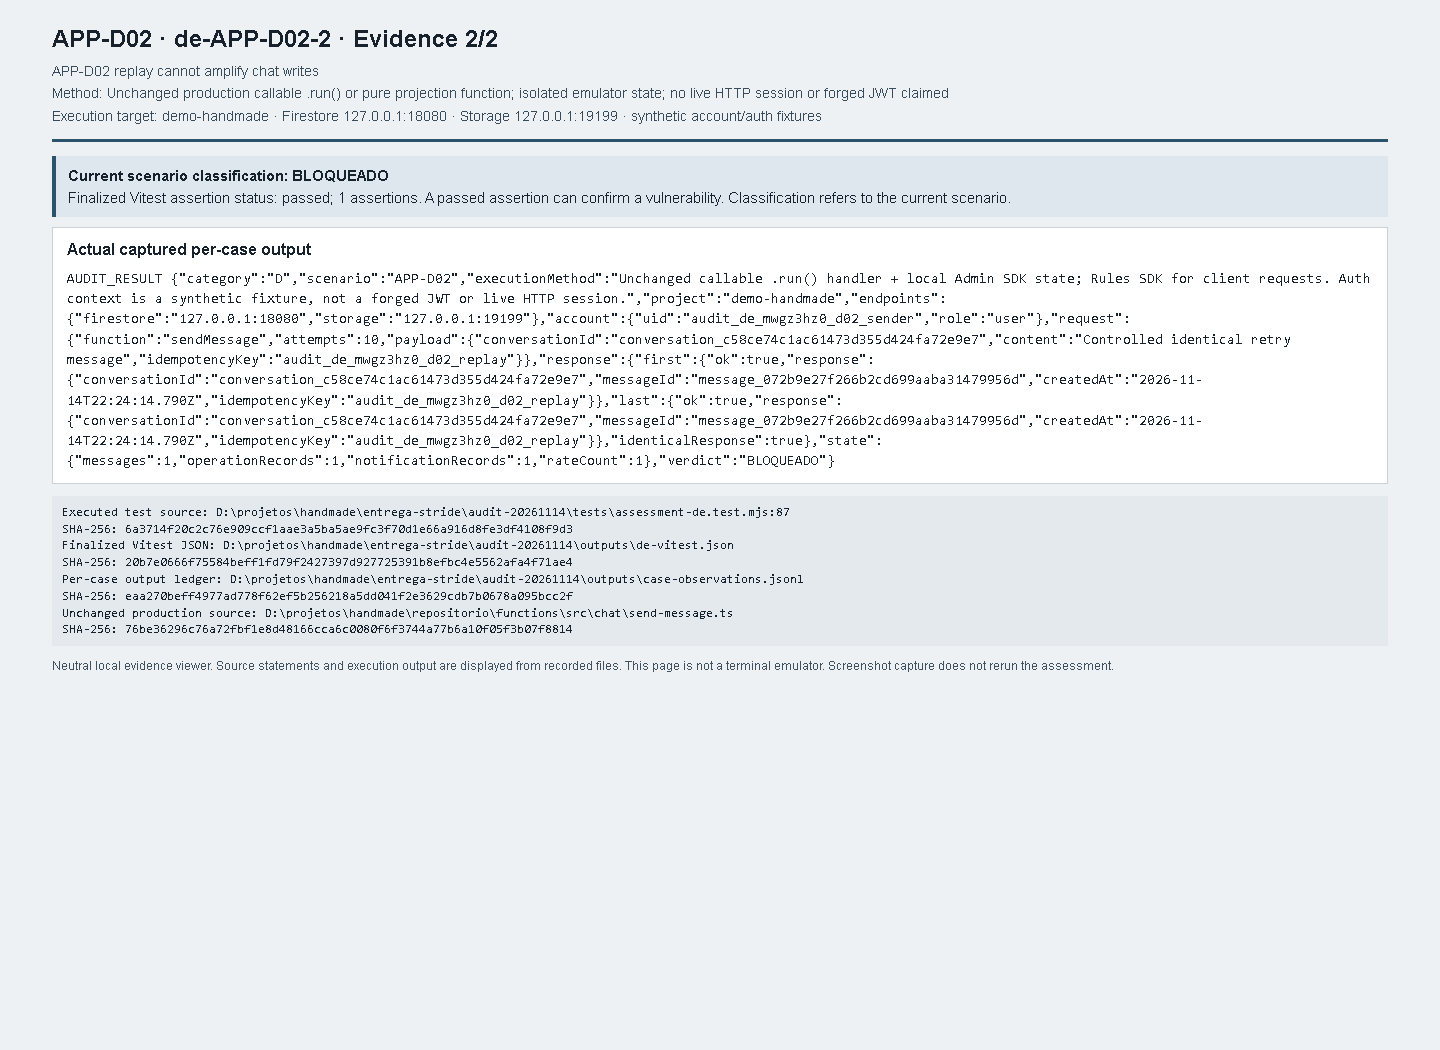 APP-D02 · de-APP-D02-2 · Evidence 2/2
APP-D02 replay cannot amplify chat writes
Method: Unchanged production callable .run() or pure projection function; isolated emulator state; no live HTTP session or forged JWT claimed
Execution target: demo-handmade · Firestore 127.0.0.1:18080 · Storage 127.0.0.1:19199 · synthetic account/auth fixtures
Current scenario classification: BLOQUEADO
Finalized Vitest assertion status: passed; 1 assertions. A passed assertion can confirm a vulnerability. Classification refers to the current scenario.
Actual captured per-case output
AUDIT_RESULT {"category":"D","scenario":"APP-D02","executionMethod":"Unchanged callable .run() handler + local Admin SDK state; Rules SDK for client requests. Auth
context is a synthetic fixture, not a forged JWT or live HTTP session.","project":"demo-handmade","endpoints":
{"firestore":"127.0.0.1:18080","storage":"127.0.0.1:19199"},"account":{"uid":"audit_de_mwgz3hz0_d02_sender","role":"user"},"request":
{"function":"sendMessage","attempts":10,"payload":{"conversationId":"conversation_c58ce74c1ac61473d355d424fa72e9e7","content":"Controlled identical retry
message","idempotencyKey":"audit_de_mwgz3hz0_d02_replay"}},"response":{"first":{"ok":true,"response":
{"conversationId":"conversation_c58ce74c1ac61473d355d424fa72e9e7","messageId":"message_072b9e27f266b2cd699aaba31479956d","createdAt":"2026-11-
14T22:24:14.790Z","idempotencyKey":"audit_de_mwgz3hz0_d02_replay"}},"last":{"ok":true,"response":
{"conversationId":"conversation_c58ce74c1ac61473d355d424fa72e9e7","messageId":"message_072b9e27f266b2cd699aaba31479956d","createdAt":"2026-11-
14T22:24:14.790Z","idempotencyKey":"audit_de_mwgz3hz0_d02_replay"}},"identicalResponse":true},"state":
{"messages":1,"operationRecords":1,"notificationRecords":1,"rateCount":1},"verdict":"BLOQUEADO"}
Executed test source: D:\projetos\handmade\entrega-stride\audit-20261114\tests\assessment-de.test.mjs:87
SHA-256: 6a3714f20c2c76e909ccf1aae3a5ba5ae9fc3f70d1e66a916d8fe3df4108f9d3
Finalized Vitest JSON: D:\projetos\handmade\entrega-stride\audit-20261114\outputs\de-vitest.json
SHA-256: 20b7e0666f75584beff1fd79f2427397d927725391b8efbc4e5562afa4f71ae4
Per-case output ledger: D:\projetos\handmade\entrega-stride\audit-20261114\outputs\case-observations.jsonl
SHA-256: eaa270beff4977ad778f62ef5b256218a5dd041f2e3629cdb7b0678a095bcc2f
Unchanged production source: D:\projetos\handmade\repositorio\functions\src\chat\send-message.ts
SHA-256: 76be36296c76a72fbf1e8d48166cca6c0080f6f3744a77b6a10f05f3b07f8814
Neutral local evidence viewer. Source statements and execution output are displayed from recorded files. This page is not a terminal emulator. Screenshot capture does not rerun the assessment.